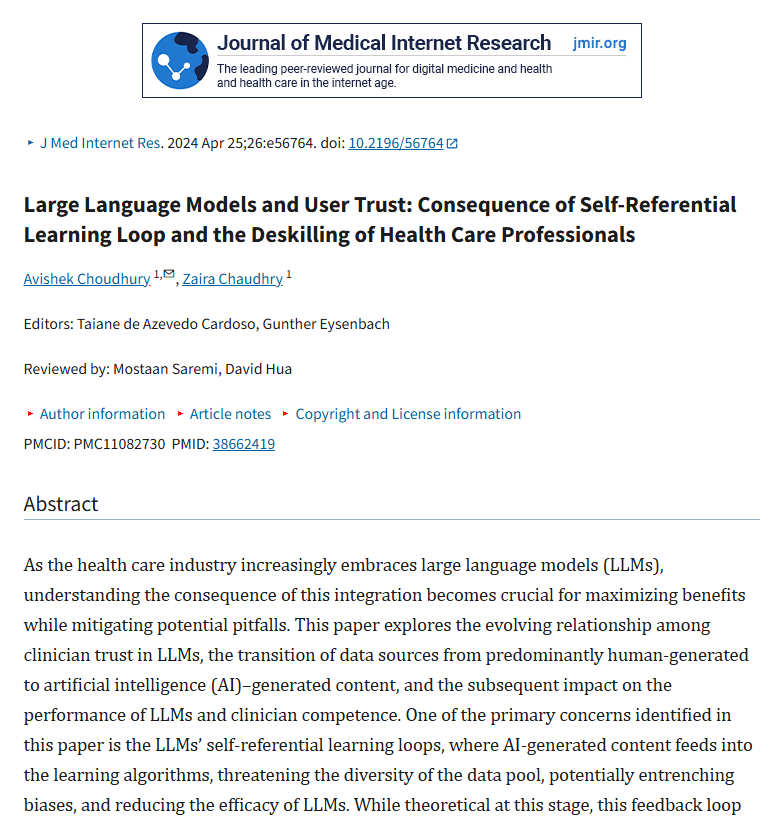 Journal of Medical Internet Research jmir.org
The leading peer-reviewed journal for digital medicine and health
and health care in the internet age.
‣ J Med Internet Res. 2024 Apr 25;26:e56764. doi: 10.2196/56764
Large Language Models and User Trust: Consequence of Self-Referential
Learning Loop and the Deskilling of Health Care Professionals
Avishek Choudhury 1,✉, Zaira Chaudhry 1
Editors: Taiane de Azevedo Cardoso, Gunther Eysenbach
Reviewed by: Mostaan Saremi, David Hua
‣ Author information ‣ Article notes ‣ Copyright and License information
PMCID: PMC11082730 PMID: 38662419
Abstract
As the health care industry increasingly embraces large language models (LLMs),
understanding the consequence of this integration becomes crucial for maximizing benefits
while mitigating potential pitfalls. This paper explores the evolving relationship among
clinician trust in LLMs, the transition of data sources from predominantly human-generated
to artificial intelligence (AI)–generated content, and the subsequent impact on the
performance of LLMs and clinician competence. One of the primary concerns identified in
this paper is the LLMs’ self-referential learning loops, where AI-generated content feeds into
the learning algorithms, threatening the diversity of the data pool, potentially entrenching
biases, and reducing the efficacy of LLMs. While theoretical at this stage, this feedback loop